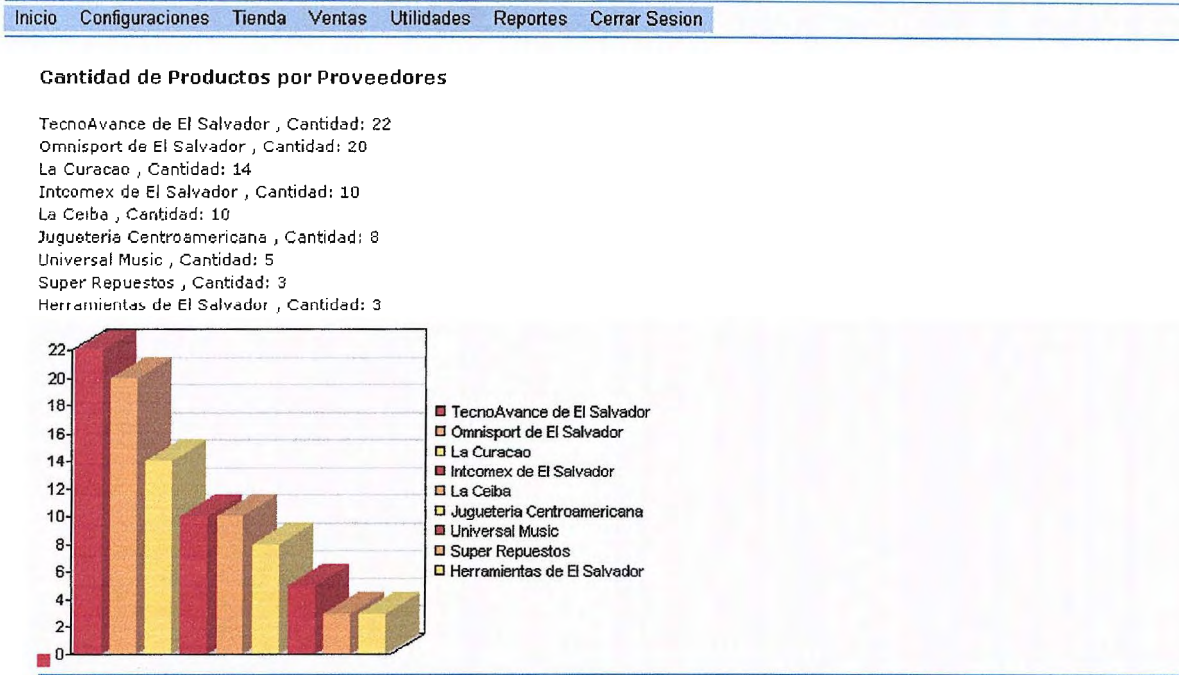 Inicio Configuraciones Tienda Ventas Utilidades Reportes Cerrar Sesion
Cantidad de Productos por Proveedores
TecnoAvance de El Salvador , Cantidad: 22
Omnisport de El Salvador , Cantidad: 20
La Curacao , Cantidad: 14
Intcomex de El Salvador , Cantidad: 10
La Ceiba , Cantidad: 10
Jugueteria Centroamericana , Cantidad: 8
Universal Music , Cantidad: 5
Super Repuestos , Cantidad: 3
Herramientas de El Salvador , Cantidad: 3
22
20
18
16
14
12
10
8
6
4
2
0
TecnoAvance de El Salvador
Omnisport de El Salvador
La Curacao
Intcomex de El Salvador
La Ceiba
Jugueteria Centroamericana
Universal Music
Super Repuestos
Herramientas de El Salvador